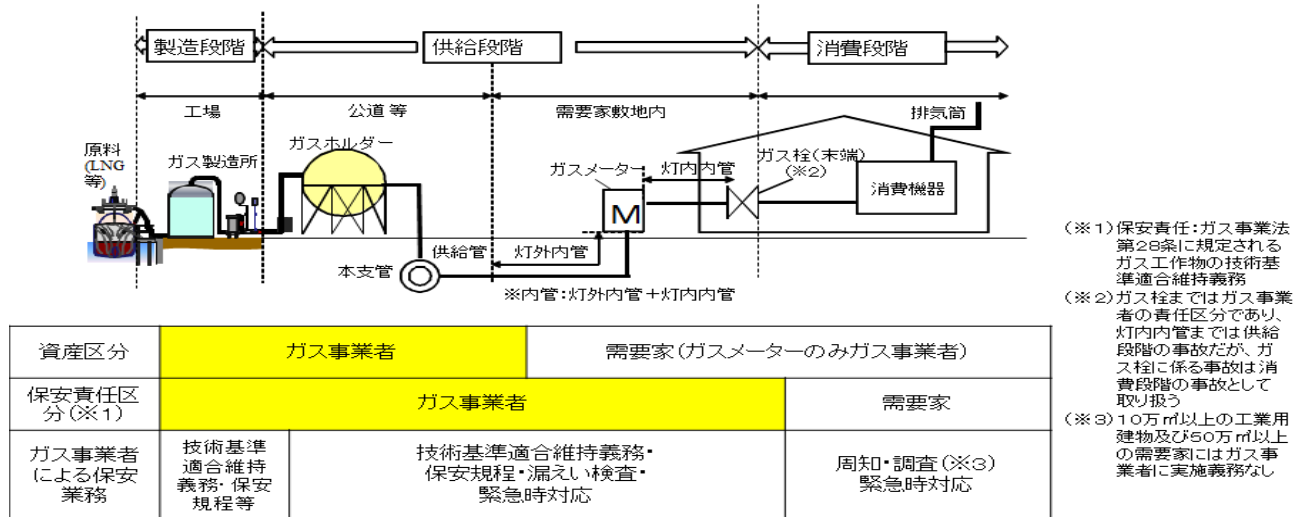 製造段階
供給段階
消費段階
工場
公道等
需要家敷地内
排気筒
原料
(LNG
等)
ガス製造所
ガスホルダー
ガスメーター
灯内内管
ガス栓(末端)
(※2)
消費機器
M
供給管
灯外内管
本支管
※内管:灯外内管+灯内内管
(※1)保安責任:ガス事業法
第28条に規定される
ガス工作物の技術基
準適合維持義務
(※2)ガス栓まではガス事業
者の責任区分であり、
灯内内管までは供給
段階の事故だが、ガ
ス栓に係る事故は消
費段階の事故として
取り扱う
(※3)10万㎡以上の工業用
建物及び50万㎡以上
の需要家にはガス事
業者に実施義務なし
資産区分
ガス事業者
需要家(ガスメーターのみガス事業者)
保安責任区
分(※1)
ガス事業者
需要家
ガス事業者
による保安
業務
技術基準
適合維持
義務・保安
規程等
技術基準適合維持義務・
保安規程・漏えい検査・
緊急時対応
周知・調査(※3)
緊急時対応